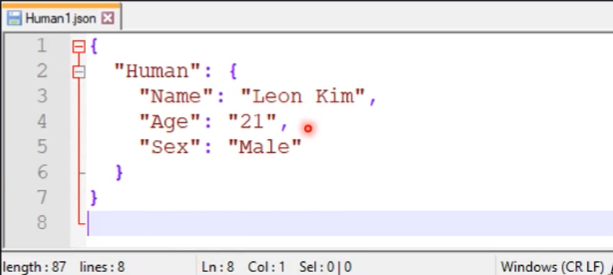 Human1.json
1 {
2 "Human": {
3 "Name": "Leon Kim",
4 "Age": "21",
5 "Sex": "Male"
6 }
7 }
8
length : 87 lines : 8 Ln : 8 Col : 1 Sel : 0 | 0 Windows (CR LF)